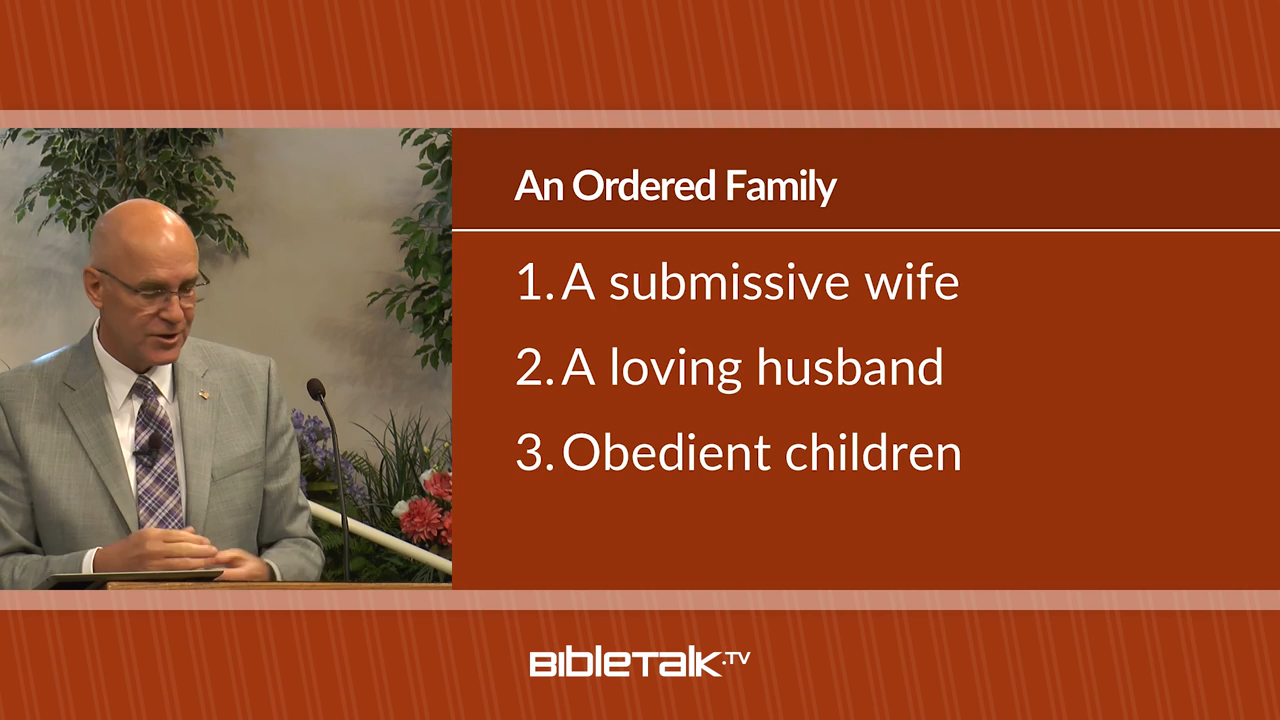 An Ordered Family
1. A submissive wife
2. A loving husband
3. Obedient children
BIBLETALK.TV